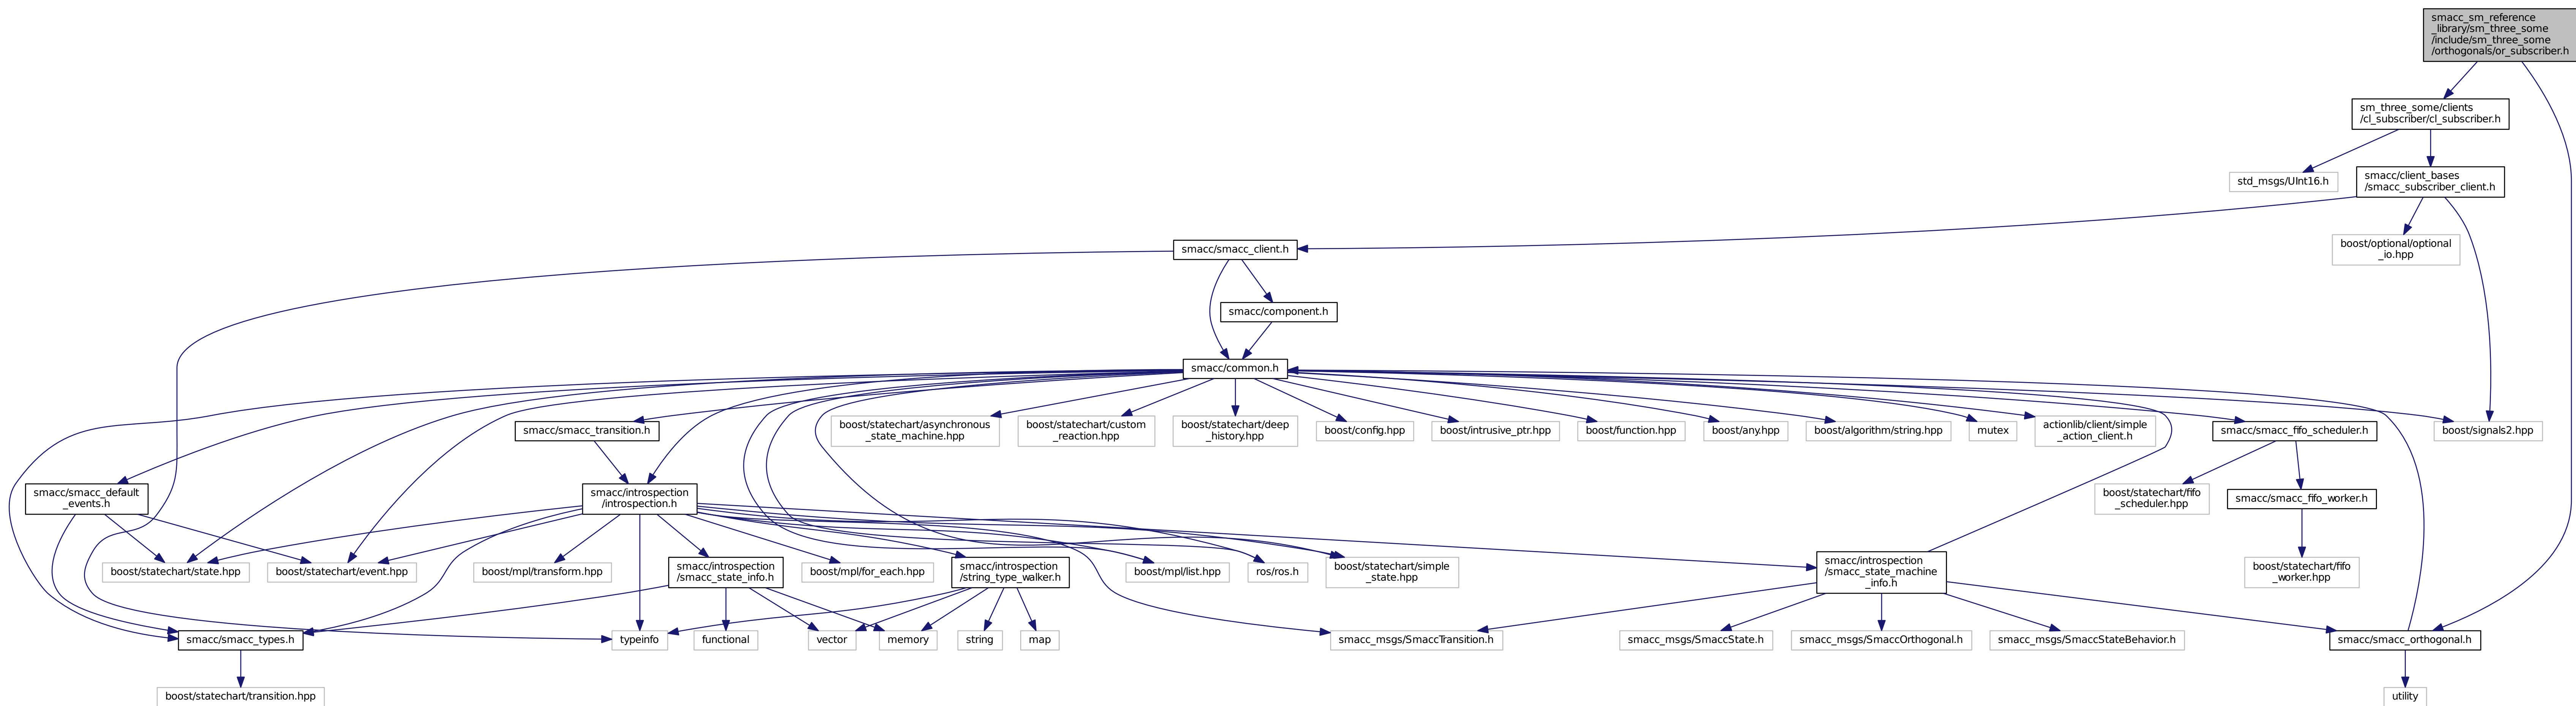 smacc_sm_reference
_library/sm_three_some
/include/sm_three_some
/orthogonals/or_subscriber.h
sm_three_some/clients
/cl_subscriber/cl_subscriber.h
std_msgs/UInt16.h
smacc/client_bases
/smacc_subscriber_client.h
smacc/smacc_client.h
boost/optional/optional
_io.hpp
smacc/component.h
smacc/common.h
smacc/smacc_transition.h
boost/statechart/asynchronous
_state_machine.hpp
boost/statechart/custom
_reaction.hpp
boost/statechart/deep
_history.hpp
boost/config.hpp
boost/intrusive_ptr.hpp
boost/function.hpp
boost/any.hpp
boost/algorithm/string.hpp
mutex
actionlib/client/simple
_action_client.h
smacc/smacc_fifo_scheduler.h
boost/signals2.hpp
smacc/smacc_default
_events.h
smacc/introspection
/introspection.h
boost/statechart/fifo
_scheduler.hpp
smacc/smacc_fifo_worker.h
boost/statechart/state.hpp
boost/statechart/event.hpp
boost/mpl/transform.hpp
smacc/introspection
/smacc_state_info.h
boost/mpl/for_each.hpp
smacc/introspection
/string_type_walker.h
boost/mpl/list.hpp
ros/ros.h
boost/statechart/simple
_state.hpp
smacc/introspection
/smacc_state_machine
_info.h
boost/statechart/fifo
_worker.hpp
smacc/smacc_types.h
typeinfo
functional
vector
memory
string
map
smacc_msgs/SmaccTransition.h
smacc_msgs/SmaccState.h
smacc_msgs/SmaccOrthogonal.h
smacc_msgs/SmaccStateBehavior.h
smacc/smacc_orthogonal.h
boost/statechart/transition.hpp
utility